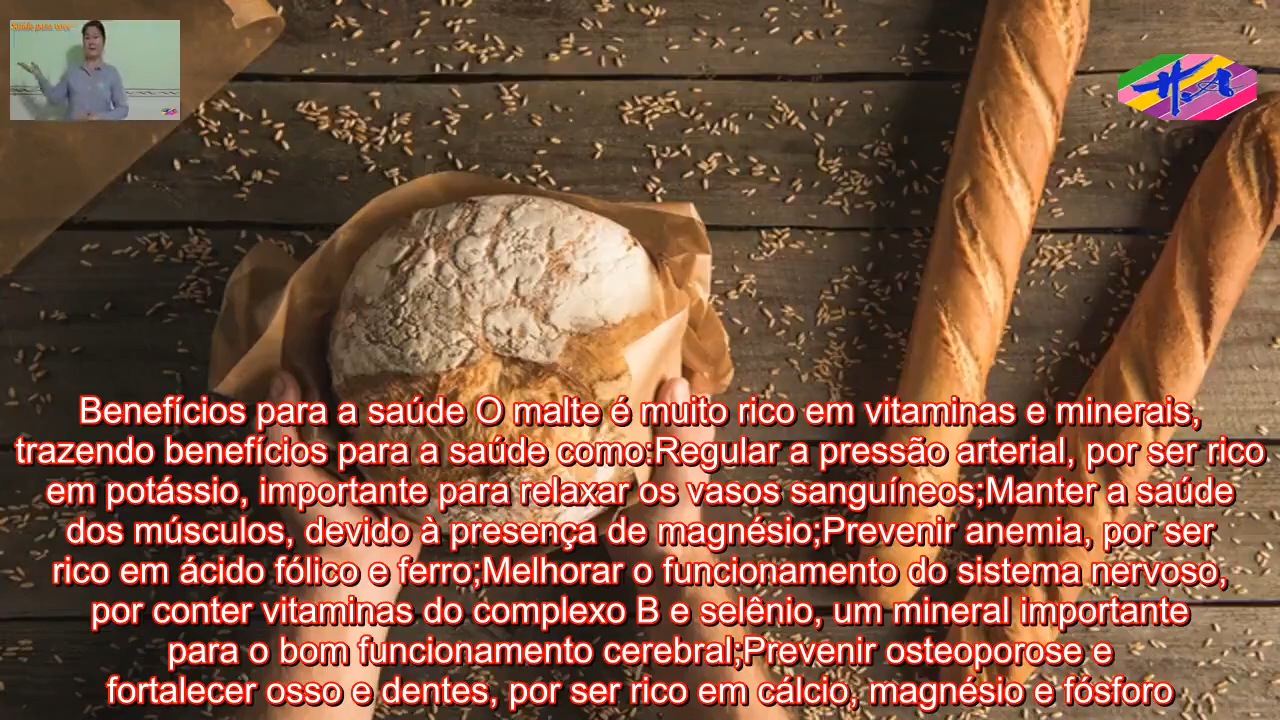 Saúde para você
Benefícios para a saúde O malte é muito rico em vitaminas e minerais,
trazendo benefícios para a saúde como:Regular a pressão arterial, por ser rico
em potássio, importante para relaxar os vasos sanguíneos;Manter a saúde
dos músculos, devido à presença de magnésio;Prevenir anemia, por ser
rico em ácido fólico e ferro;Melhorar o funcionamento do sistema nervoso,
por conter vitaminas do complexo B e selênio, um mineral importante
para o bom funcionamento cerebral;Prevenir osteoporose e
fortalecer osso e dentes, por ser rico em cálcio, magnésio e fósforo